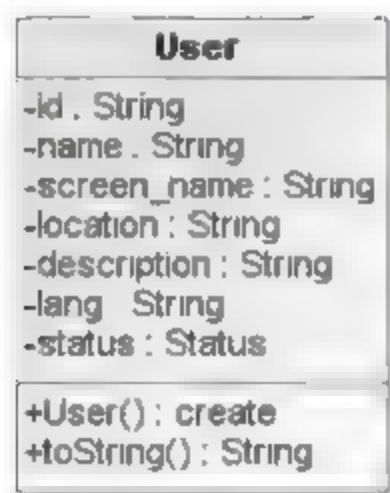 User
-id . String
-name . String
-screen_name : String
-location : String
-description : String
-lang String
-status : Status
+User() : create
+toString() : String